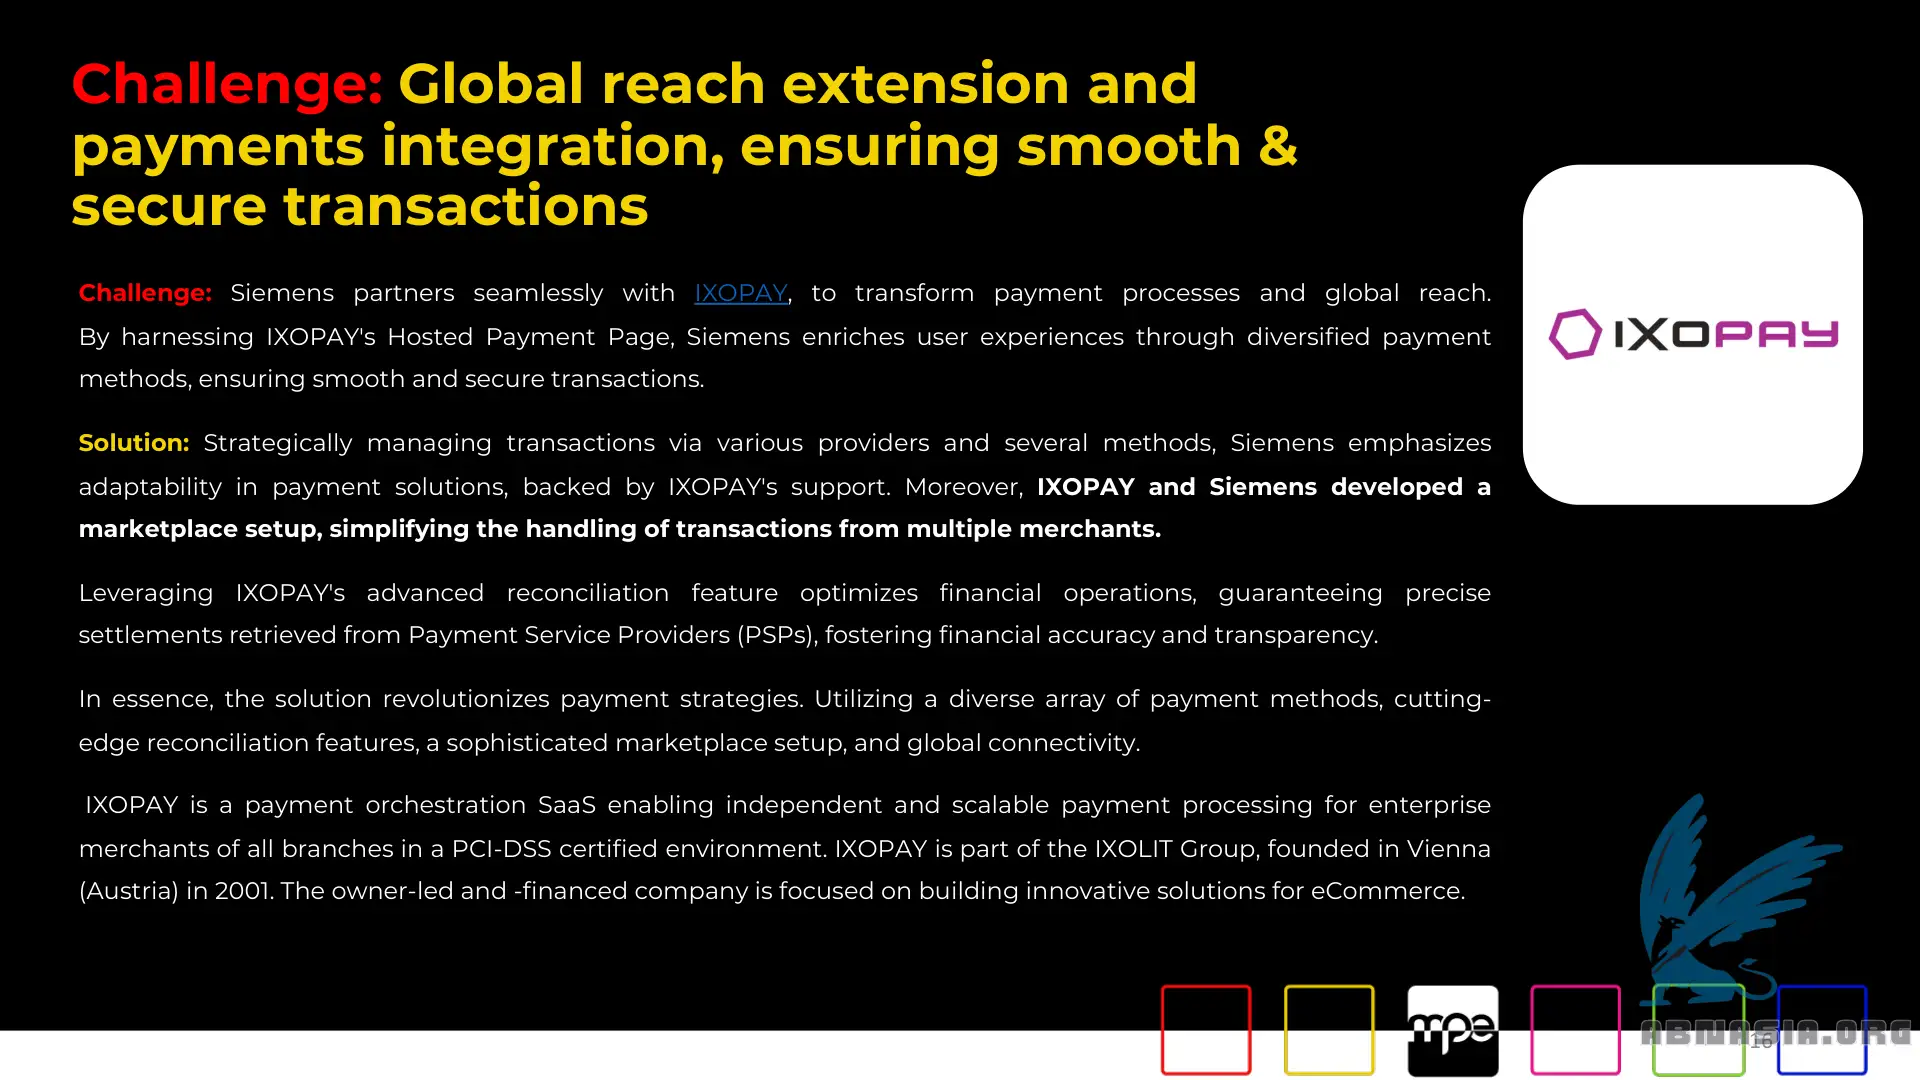 Challenge: Global reach extension and
payments integration, ensuring smooth &
secure transactions
Challenge: Siemens partners seamlessly with IXOPAY, to transform payment processes and global reach.
By harnessing IXOPAY's Hosted Payment Page, Siemens enriches user experiences through diversified payment
methods, ensuring smooth and secure transactions.
Solution: Strategically managing transactions via various providers and several methods, Siemens emphasizes
adaptability in payment solutions, backed by IXOPAY's support. Moreover, IXOPAY and Siemens developed a
marketplace setup, simplifying the handling of transactions from multiple merchants.
Leveraging IXOPAY's advanced reconciliation feature optimizes financial operations, guaranteeing precise
settlements retrieved from Payment Service Providers (PSPs), fostering financial accuracy and transparency.
In essence, the solution revolutionizes payment strategies. Utilizing a diverse array of payment methods, cutting-
edge reconciliation features, a sophisticated marketplace setup, and global connectivity.
IXOPAY is a payment orchestration SaaS enabling independent and scalable payment processing for enterprise
merchants of all branches in a PCI-DSS certified environment. IXOPAY is part of the IXOLIT Group, founded in Vienna
(Austria) in 2001. The owner-led and -financed company is focused on building innovative solutions for eCommerce.
IXOPAY
mpe
ABMASIA.ORG
16